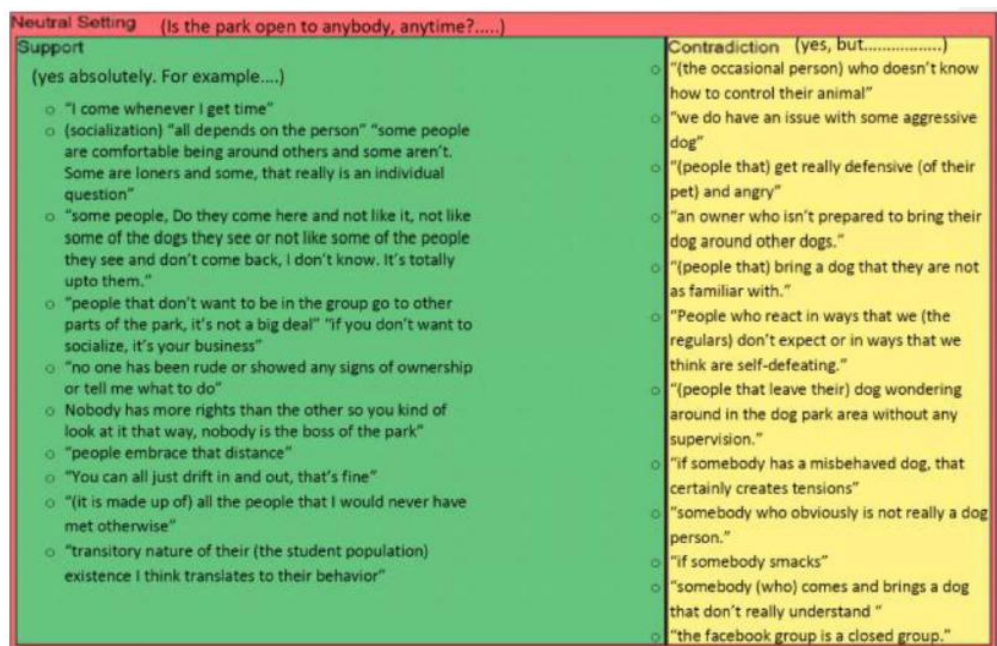 Neutral Setting (Is the park open to anybody, anytime?.....)
Support
(yes absolutely. For example....)
○ "I come whenever I get time"
○ (socialization) "all depends on the person" "some people
are comfortable being around others and some aren't.
Some are loners and some, that really is an individual
question"
○ "some people, Do they come here and not like it, not like
some of the dogs they see or not like some of the people
they see and don't come back, I don't know. It's totally
upto them."
○ "people that don't want to be in the group go to other
parts of the park, it's not a big deal" "if you don't want to
socialize, it's your business"
○ "no one has been rude or showed any signs of ownership
or tell me what to do"
○ Nobody has more rights than the other so you kind of
look at it that way, nobody is the boss of the park"
○ "people embrace that distance"
○ "You can all just drift in and out, that's fine"
○ "(it is made up of) all the people that I would never have
met otherwise"
○ "transitory nature of their (the student population)
existence I think translates to their behavior"
Contradiction (yes, but.................)
○ "(the occasional person) who doesn't know
how to control their animal"
○ "we do have an issue with some aggressive
dog"
○ "(people that) get really defensive (of their
pet) and angry"
○ "an owner who isn't prepared to bring their
dog around other dogs."
○ "(people that) bring a dog that they are not
as familiar with."
○ "People who react in ways that we (the
regulars) don't expect or in ways that we
think are self-defeating."
○ "(people that leave their) dog wondering
around in the dog park area without any
supervision."
○ "if somebody has a misbehaved dog, that
certainly creates tensions"
○ "somebody who obviously is not really a dog
person."
○ "if somebody smacks"
○ "somebody (who) comes and brings a dog
that don't really understand "
○ "the facebook group is a closed group."